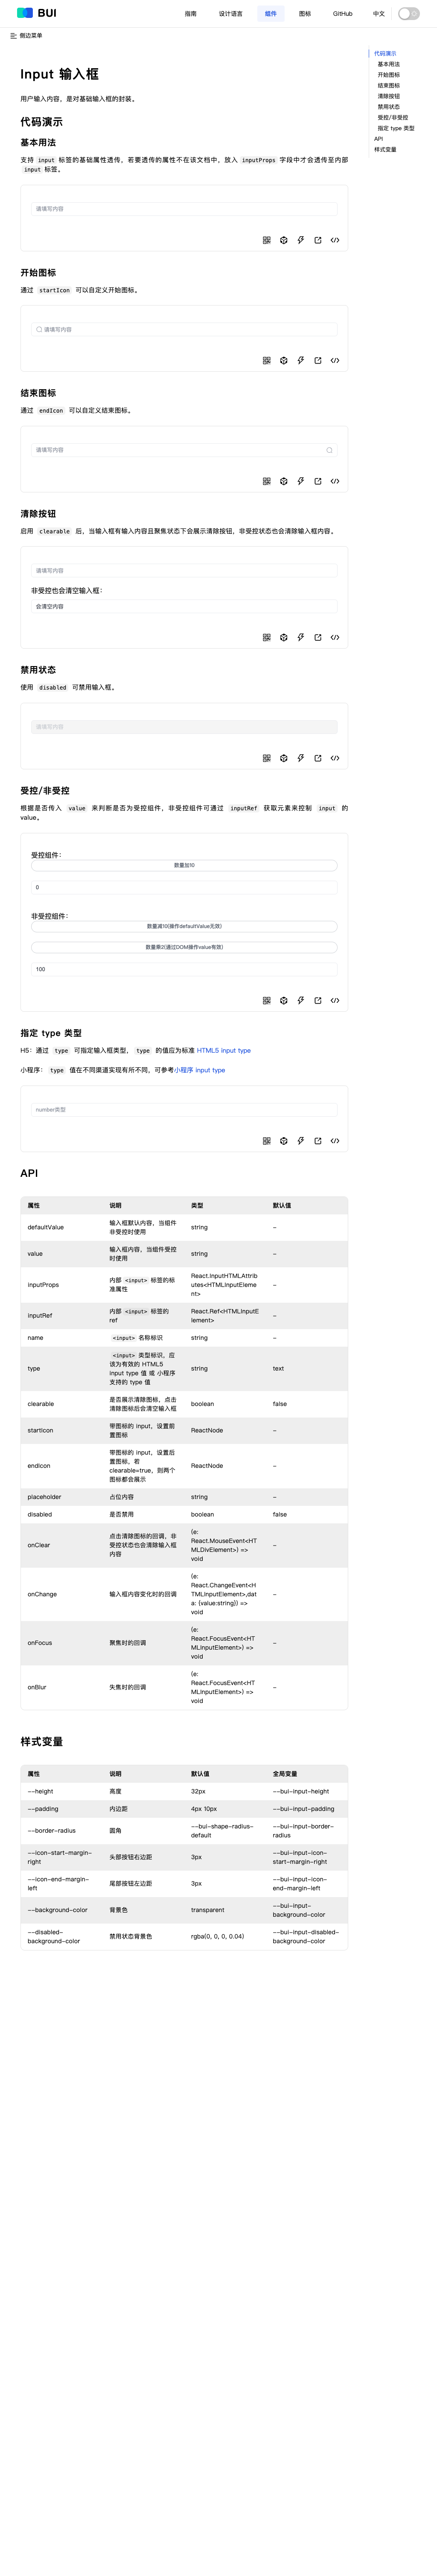 BUI
指南
设计语言
组件
图标
GitHub
中文
侧边菜单
代码演示
基本用法
开始图标
结束图标
清除按钮
禁用状态
受控/非受控
指定 type 类型
API
样式变量
Input 输入框
用户输入内容，是对基础输入框的封装。
代码演示
基本用法
支持 input 标签的基础属性透传，若要透传的属性不在该文档中，放入 inputProps 字段中才会透传至内部
input 标签。
请填写内容
开始图标
通过 startIcon 可以自定义开始图标。
请填写内容
结束图标
通过 endIcon 可以自定义结束图标。
请填写内容
清除按钮
启用 clearable 后，当输入框有输入内容且聚焦状态下会展示清除按钮，非受控状态也会清除输入框内容。
请填写内容
非受控也会清空输入框：
会清空内容
禁用状态
使用 disabled 可禁用输入框。
请填写内容
受控/非受控
根据是否传入 value 来判断是否为受控组件，非受控组件可通过 inputRef 获取元素来控制 input 的
value。
受控组件：
数量加10
0
非受控组件：
数量减10(操作defaultValue无效)
数量乘2(通过DOM操作value有效)
100
指定 type 类型
H5：通过 type 可指定输入框类型， type 的值应为标准 HTML5 input type
小程序： type 值在不同渠道实现有所不同，可参考小程序 input type
number类型
API
属性 说明 类型 默认值
defaultValue 输入框默认内容，当组件非受控时使用 string -
value 输入框内容，当组件受控时使用 string -
inputProps 内部 <input> 标签的标准属性 React.InputHTMLAttributes<HTMLInputElement> -
inputRef 内部 <input> 标签的 ref React.Ref<HTMLInputElement> -
name <input> 名称标识 string -
type <input> 类型标识，应该为有效的 HTML5 input type 值 或 小程序支持的 type 值 string text
clearable 是否展示清除图标，点击清除图标后会清空输入框 boolean false
startIcon 带图标的 input，设置前置图标 ReactNode -
endIcon 带图标的 input，设置后置图标，若 clearable=true，则两个图标都会展示 ReactNode -
placeholder 占位内容 string -
disabled 是否禁用 boolean false
onClear 点击清除图标的回调，非受控状态也会清除输入框内容 (e: React.MouseEvent<HTMLDivElement>) => void -
onChange 输入框内容变化时的回调 (e: React.ChangeEvent<HTMLInputElement>,data: {value:string}) => void -
onFocus 聚焦时的回调 (e: React.FocusEvent<HTMLInputElement>) => void -
onBlur 失焦时的回调 (e: React.FocusEvent<HTMLInputElement>) => void -
样式变量
属性 说明 默认值 全局变量
--height 高度 32px --bui-input-height
--padding 内边距 4px 10px --bui-input-padding
--border-radius 圆角 --bui-shape-radius-default --bui-input-border-radius
--icon-start-margin-right 头部按钮右边距 3px --bui-input-icon-start-margin-right
--icon-end-margin-left 尾部按钮左边距 3px --bui-input-icon-end-margin-left
--background-color 背景色 transparent --bui-input-background-color
--disabled-background-color 禁用状态背景色 rgba(0, 0, 0, 0.04) --bui-input-disabled-background-color